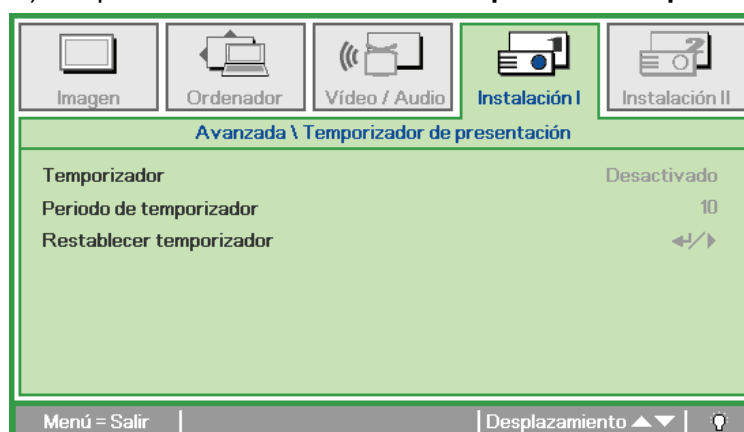 Imagen Ordenador Vídeo / Audio Instalación I Instalación II
Avanzada \ Temporizador de presentación
Temporizador Desactivado
Periodo de temporizador 10
Restablecer temporizador ↵/▶
Menú = Salir Desplazamiento ▲▼